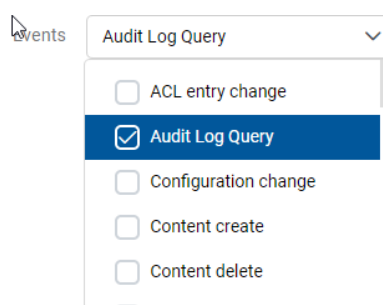 Events
Audit Log Query
ACL entry change
Audit Log Query
Configuration change
Content create
Content delete